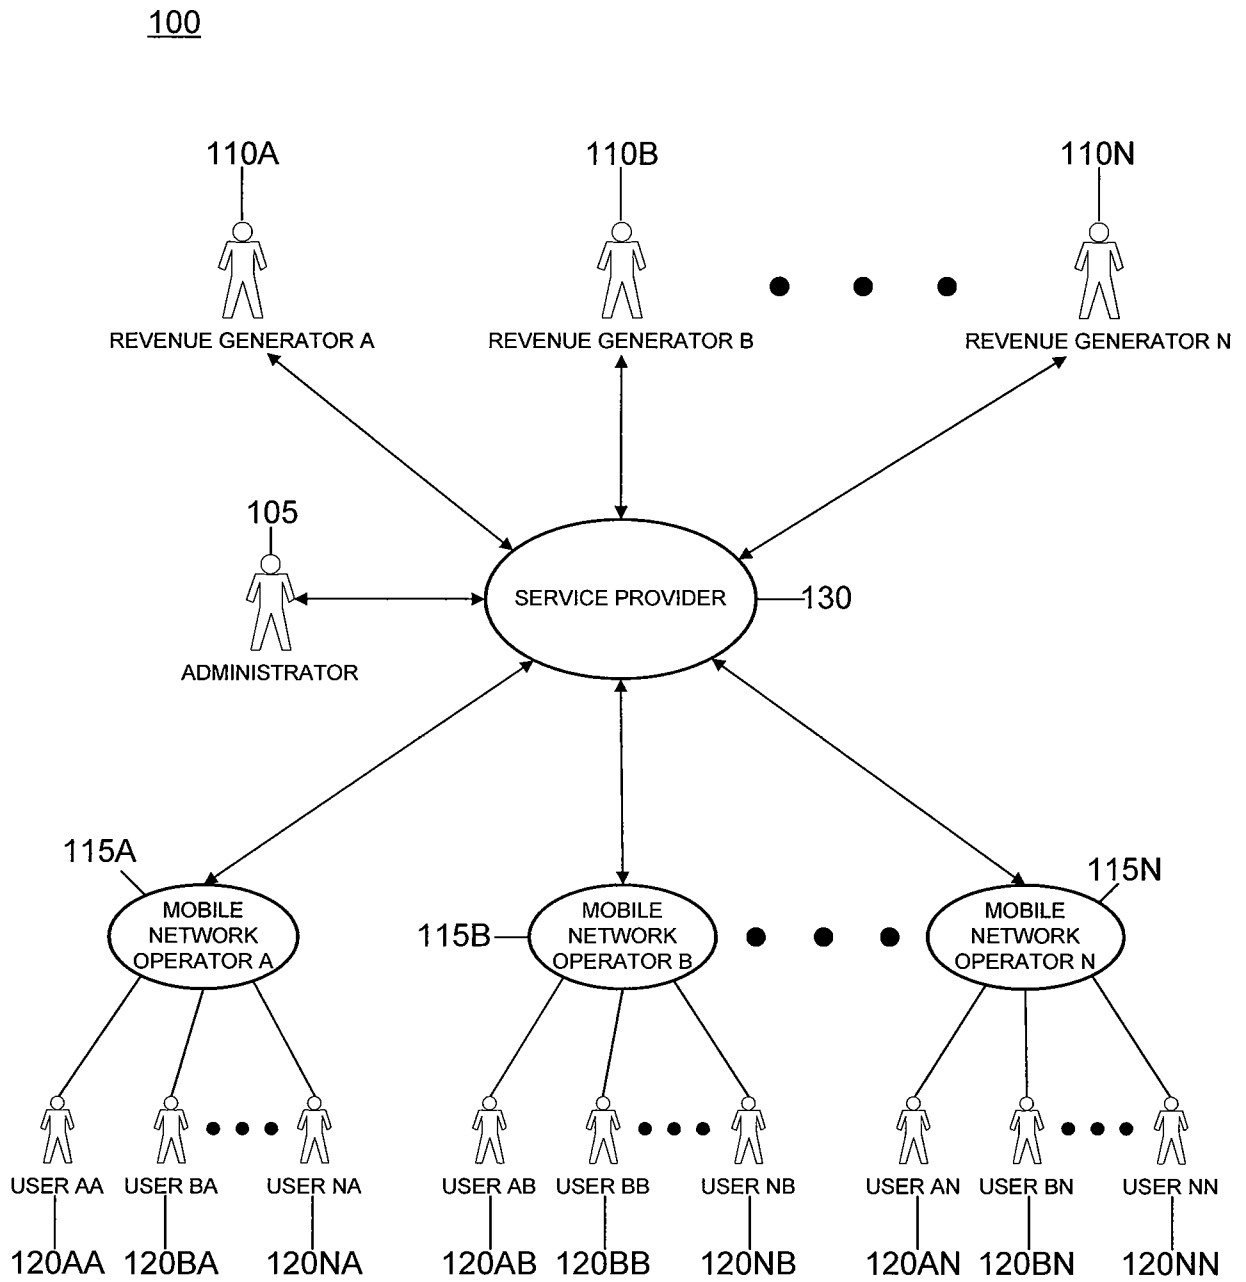 100
110A 110B 110N
REVENUE GENERATOR A REVENUE GENERATOR B REVENUE GENERATOR N
105
SERVICE PROVIDER 130
ADMINISTRATOR
115A
115N
115B
MOBILE
NETWORK
OPERATOR A
MOBILE
NETWORK
OPERATOR B
MOBILE
NETWORK
OPERATOR N
USER AA USER BA USER NA USER AB USER BB USER NB USER AN USER BN USER NN
120AA 120BA 120NA 120AB 120BB 120NB 120AN 120BN 120NN